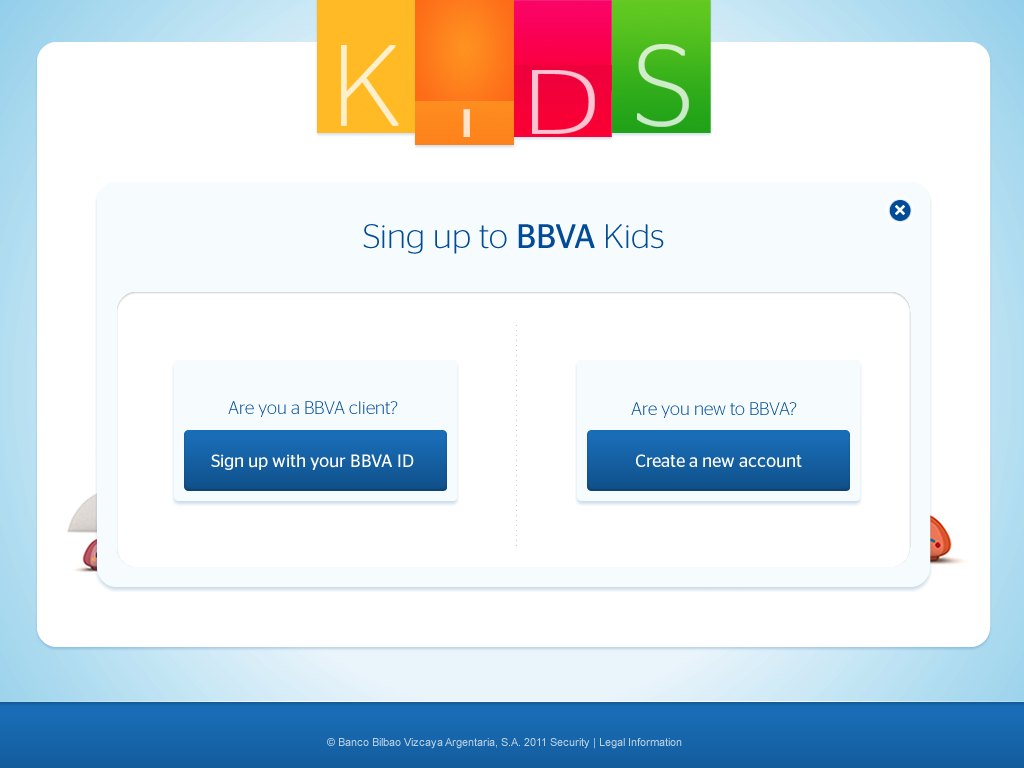 KiDS
Sing up to BBVA Kids
Are you a BBVA client?
Sign up with your BBVA ID
Are you new to BBVA?
Create a new account
© Banco Bilbao Vizcaya Argentaria, S.A. 2011 Security | Legal Information